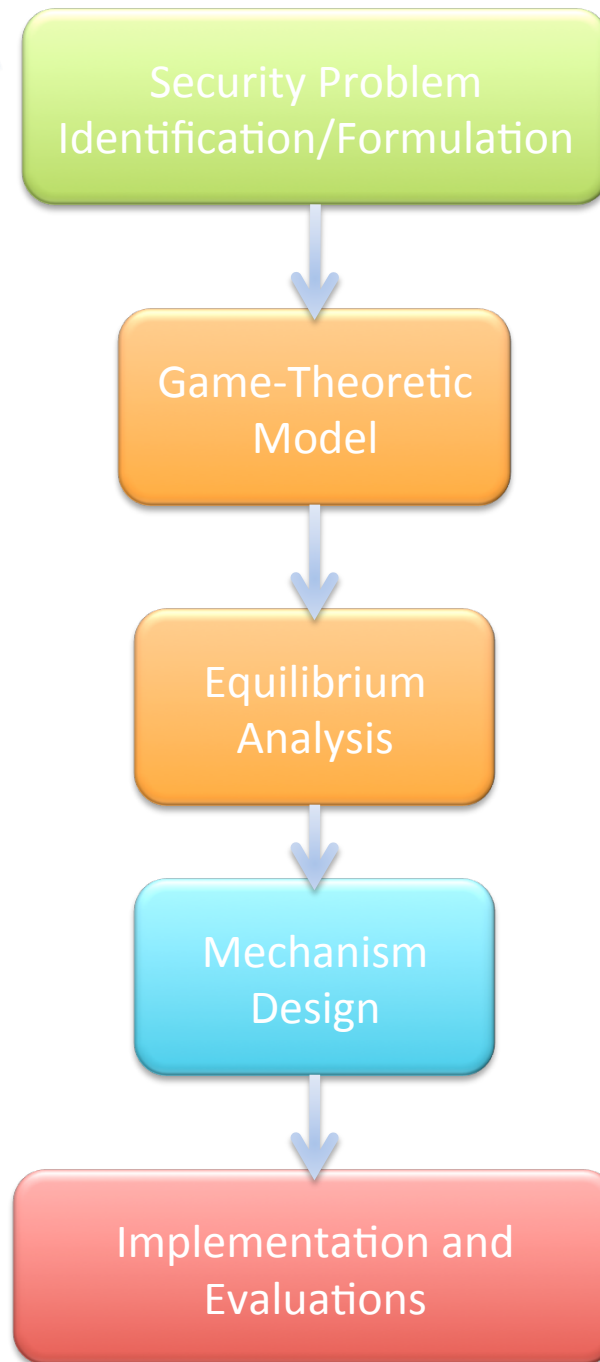 Security Problem
Identification/Formulation
Game-Theoretic
Model
Equilibrium
Analysis
Mechanism
Design
Implementation and
Evaluations